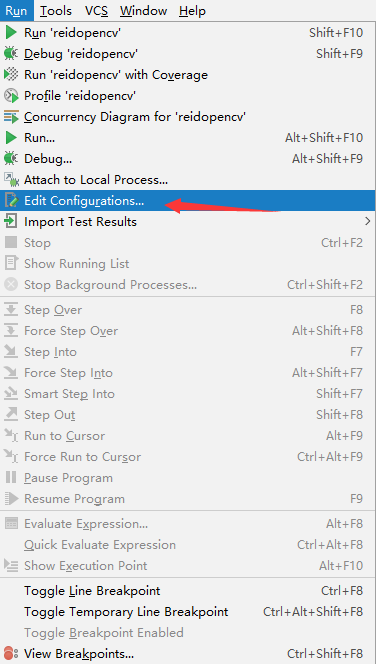 Run Tools VCS Window Help
Run 'reidopencv' Shift+F10
Debug 'reidopencv' Shift+F9
Run 'reidopencv' with Coverage
Profile 'reidopencv'
Concurrency Diagram for 'reidopencv'
Run... Alt+Shift+F10
Debug... Alt+Shift+F9
Attach to Local Process...
Edit Configurations...
Import Test Results
Stop Ctrl+F2
Show Running List
Stop Background Processes... Ctrl+Shift+F2
Step Over F8
Force Step Over Alt+Shift+F8
Step Into F7
Force Step Into Alt+Shift+F7
Smart Step Into Shift+F7
Step Out Shift+F8
Run to Cursor Alt+F9
Force Run to Cursor Ctrl+Alt+F9
Pause Program
Resume Program F9
Evaluate Expression... Alt+F8
Quick Evaluate Expression Ctrl+Alt+F8
Show Execution Point Alt+F10
Toggle Line Breakpoint Ctrl+F8
Toggle Temporary Line Breakpoint Ctrl+Alt+Shift+F8
Toggle Breakpoint Enabled
View Breakpoints... Ctrl+Shift+F8